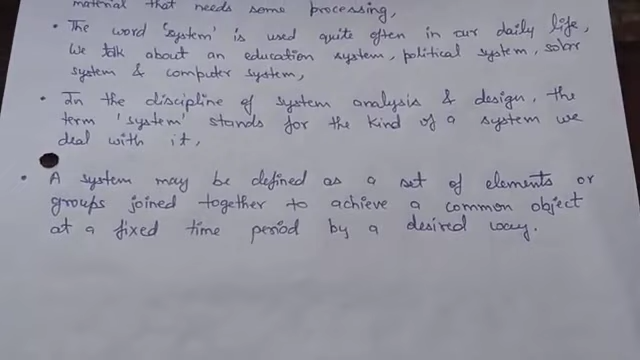 material that needs some processing,
• The word 'system' is used quite often in our daily life,
We talk about an education system, political system, solar
system & computer system,
• In the discipline of system analysis & design, the
term 'system' stands for the kind of a system we
deal with it,
• A system may be defined as a set of elements or
groups joined together to achieve a common object
at a fixed time period by a desired way.